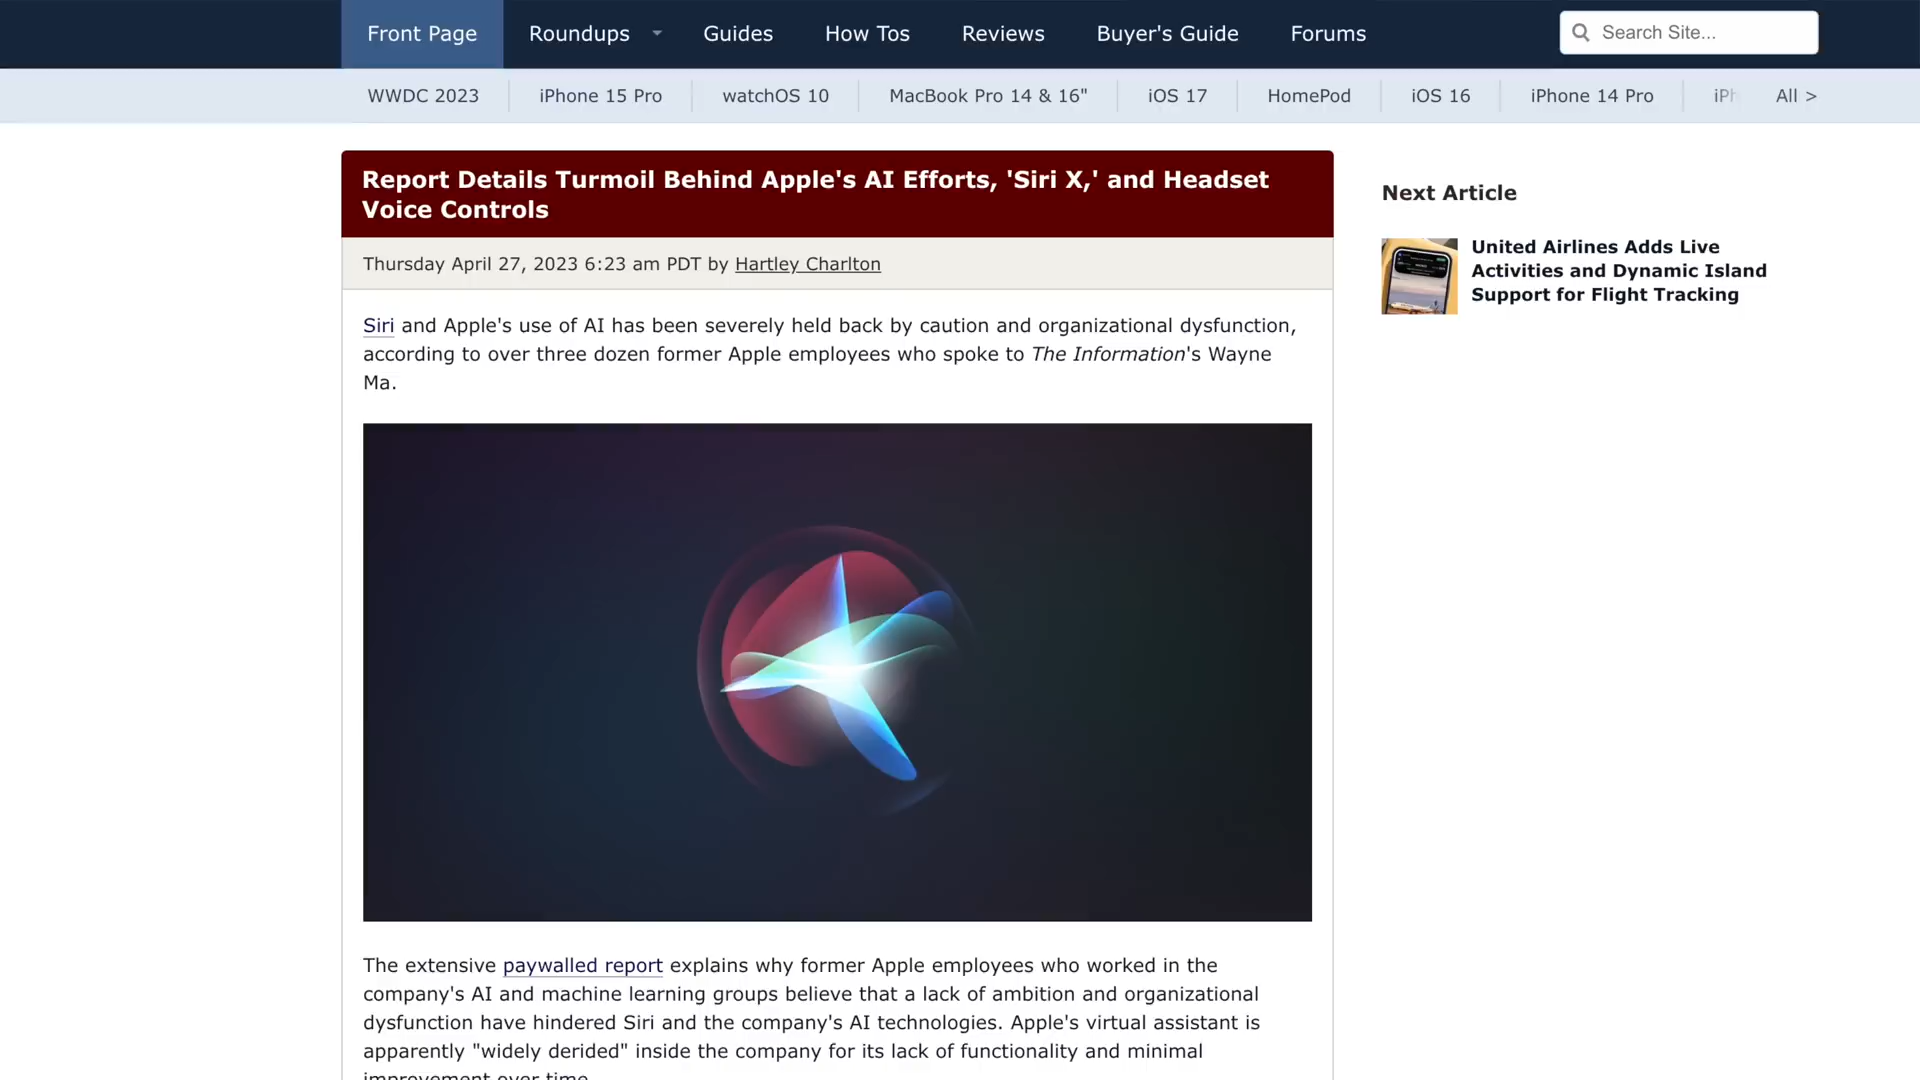 Front Page Roundups Guides How Tos Reviews Buyer's Guide Forums Search Site...
WWDC 2023 iPhone 15 Pro watchOS 10 MacBook Pro 14 & 16" iOS 17 HomePod iOS 16 iPhone 14 Pro iPh All >
Report Details Turmoil Behind Apple's AI Efforts, 'Siri X,' and Headset
Voice Controls
Thursday April 27, 2023 6:23 am PDT by Hartley Charlton
Siri and Apple's use of AI has been severely held back by caution and organizational dysfunction,
according to over three dozen former Apple employees who spoke to The Information's Wayne
Ma.
The extensive paywalled report explains why former Apple employees who worked in the
company's AI and machine learning groups believe that a lack of ambition and organizational
dysfunction have hindered Siri and the company's AI technologies. Apple's virtual assistant is
apparently "widely derided" inside the company for its lack of functionality and minimal
improvement over time.
Next Article
United Airlines Adds Live
Activities and Dynamic Island
Support for Flight Tracking